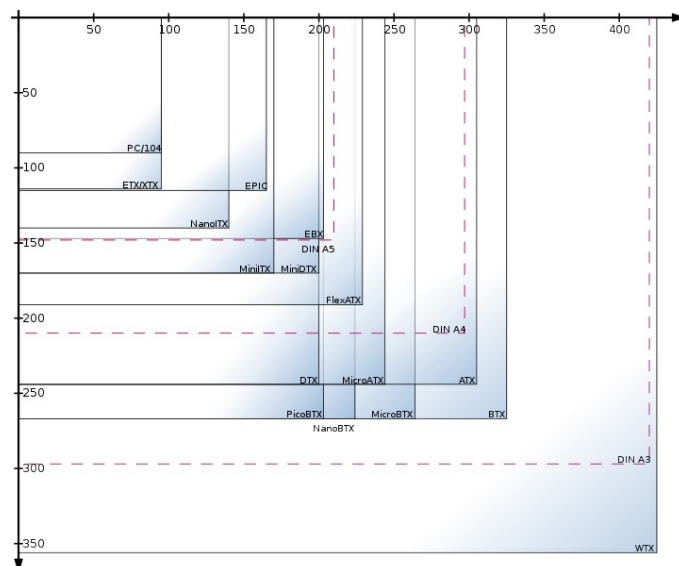 50 100 150 200 250 300 350 400
50
PC/104
100
ETX/XTX EPIC
NanoITX
150
EBX
DIN A5
MiniITX MiniDTX
FlexATX
200
DIN A4
DTX MicroATX ATX
250
PicoBTX MicroBTX BTX
NanoBTX
DIN A3
300
350
WTX